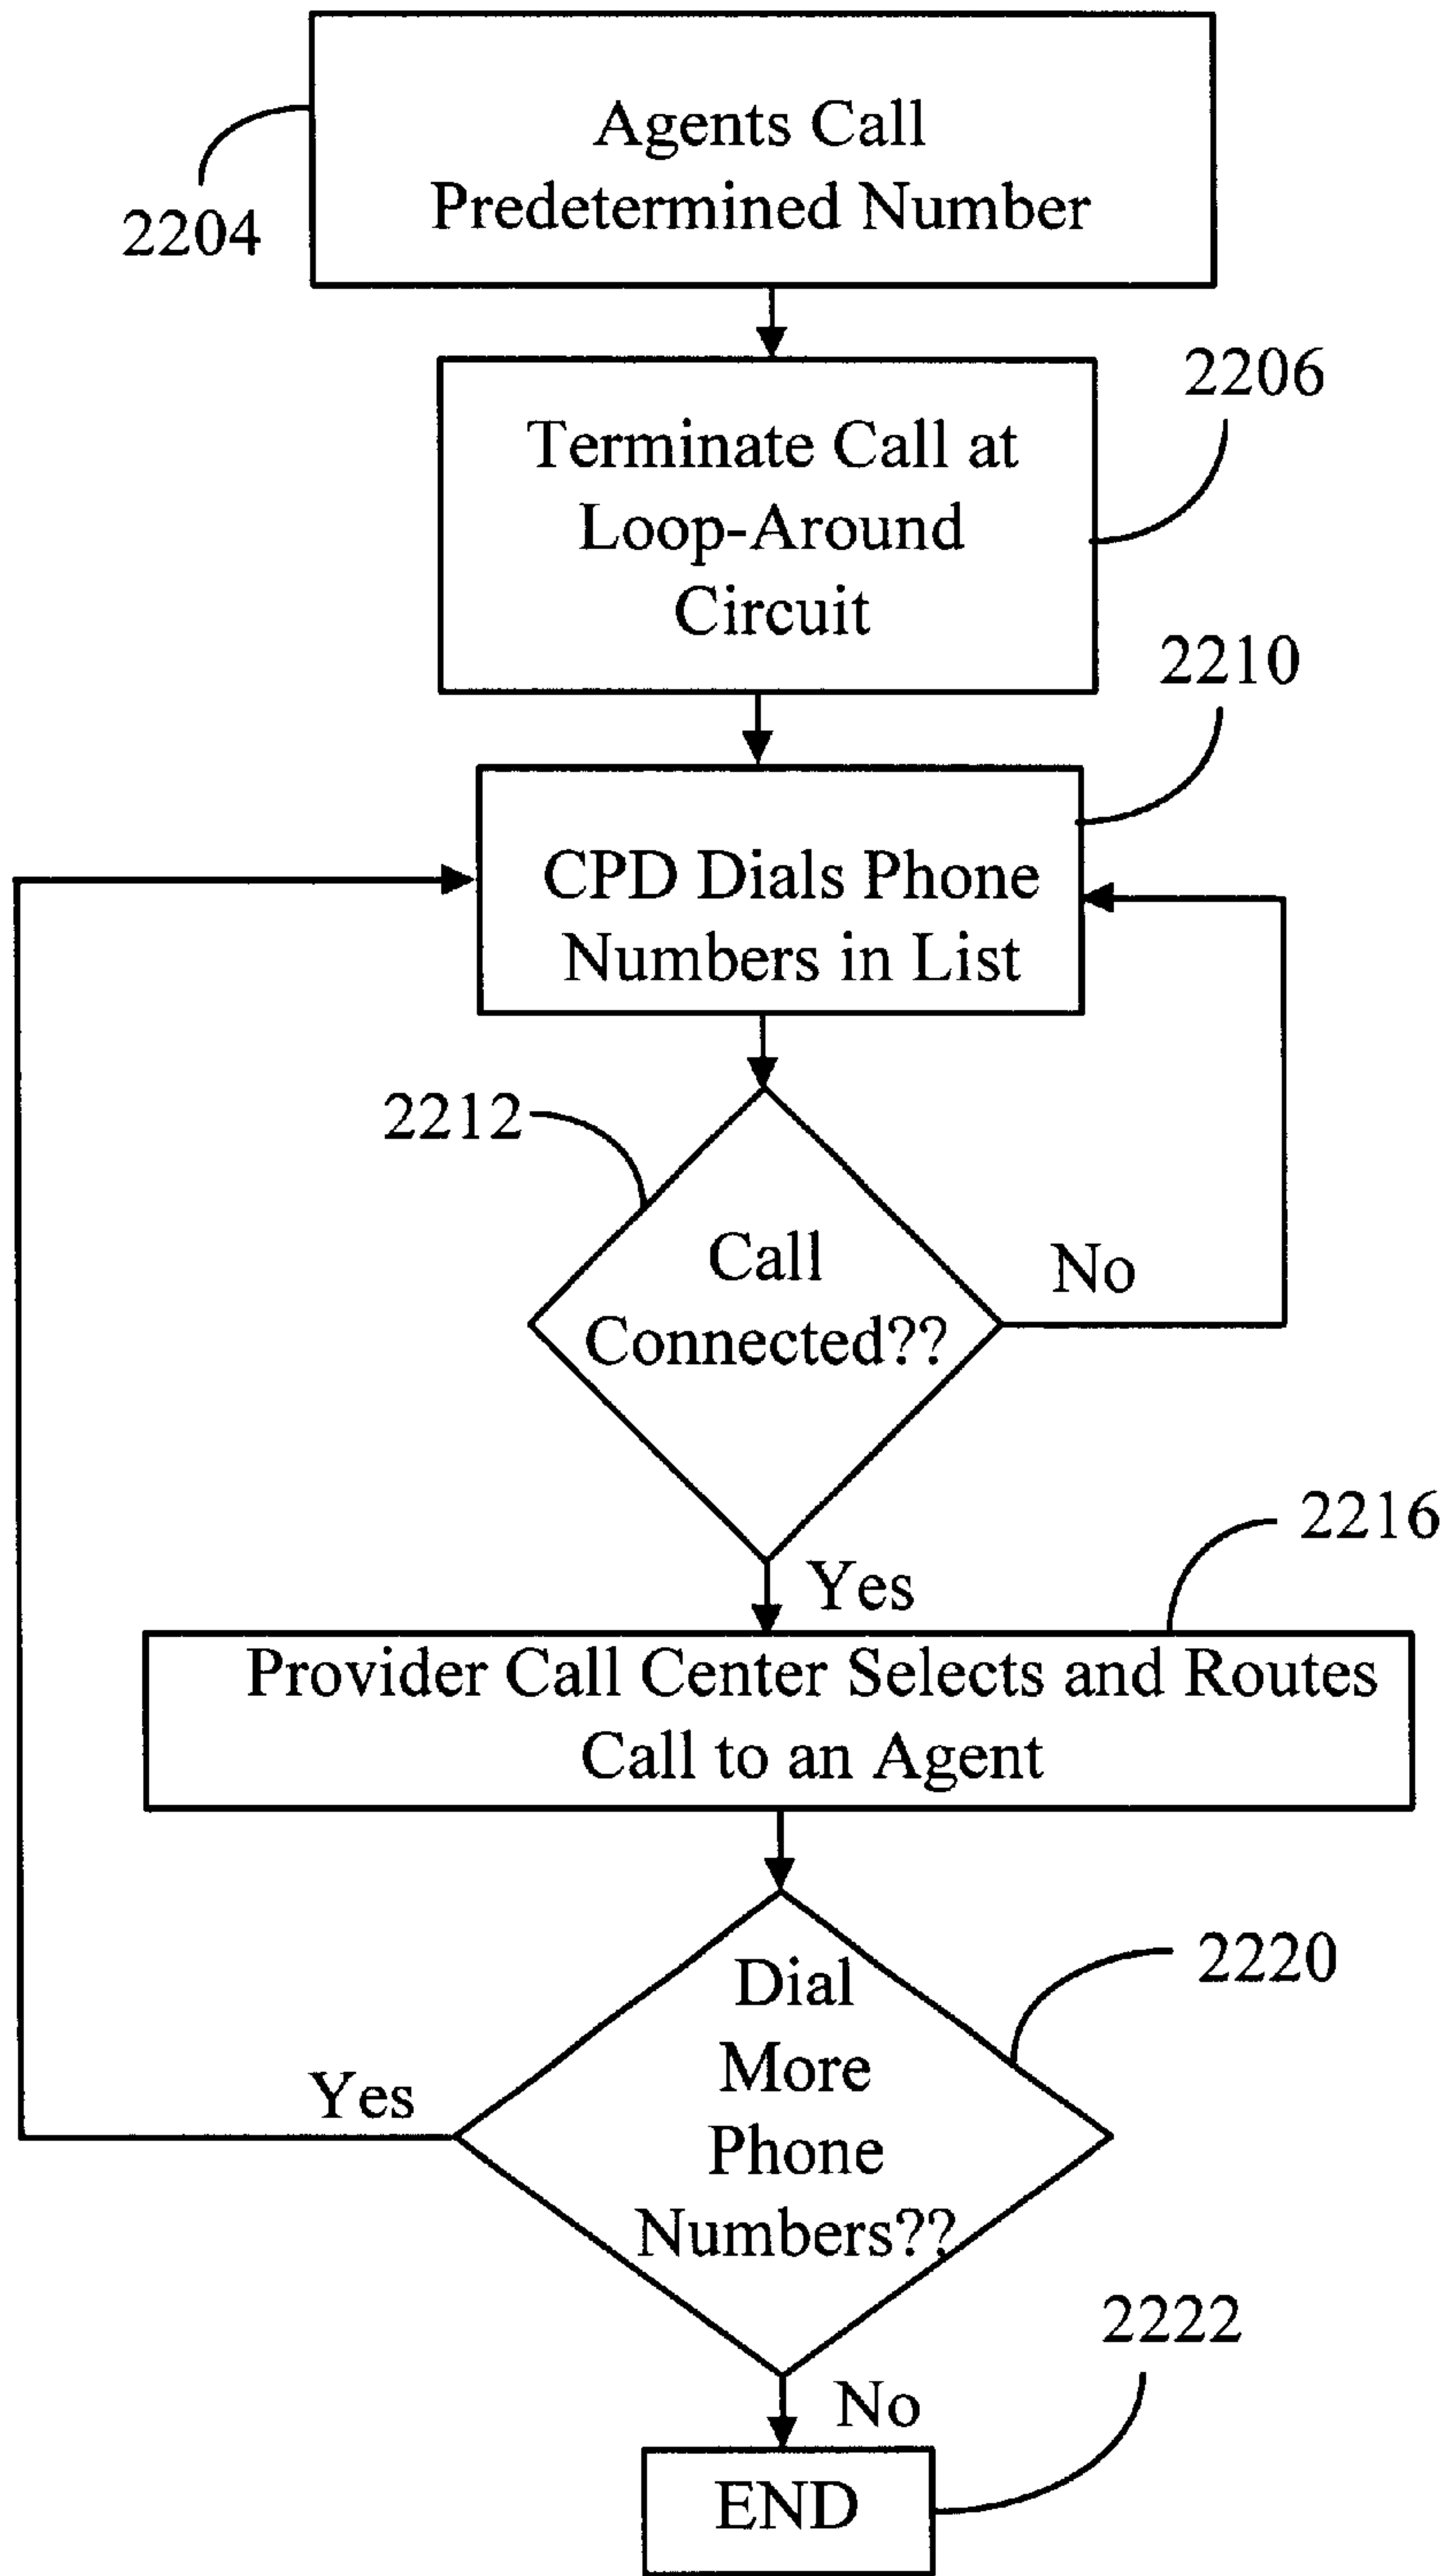 Agents Call
Predetermined Number
2204
2206
Terminate Call at
Loop-Around
Circuit
2210
CPD Dials Phone
Numbers in List
2212
Call
Connected??
No
Yes
2216
Provider Call Center Selects and Routes
Call to an Agent
2220
Dial
More
Phone
Numbers??
Yes
2222
No
END